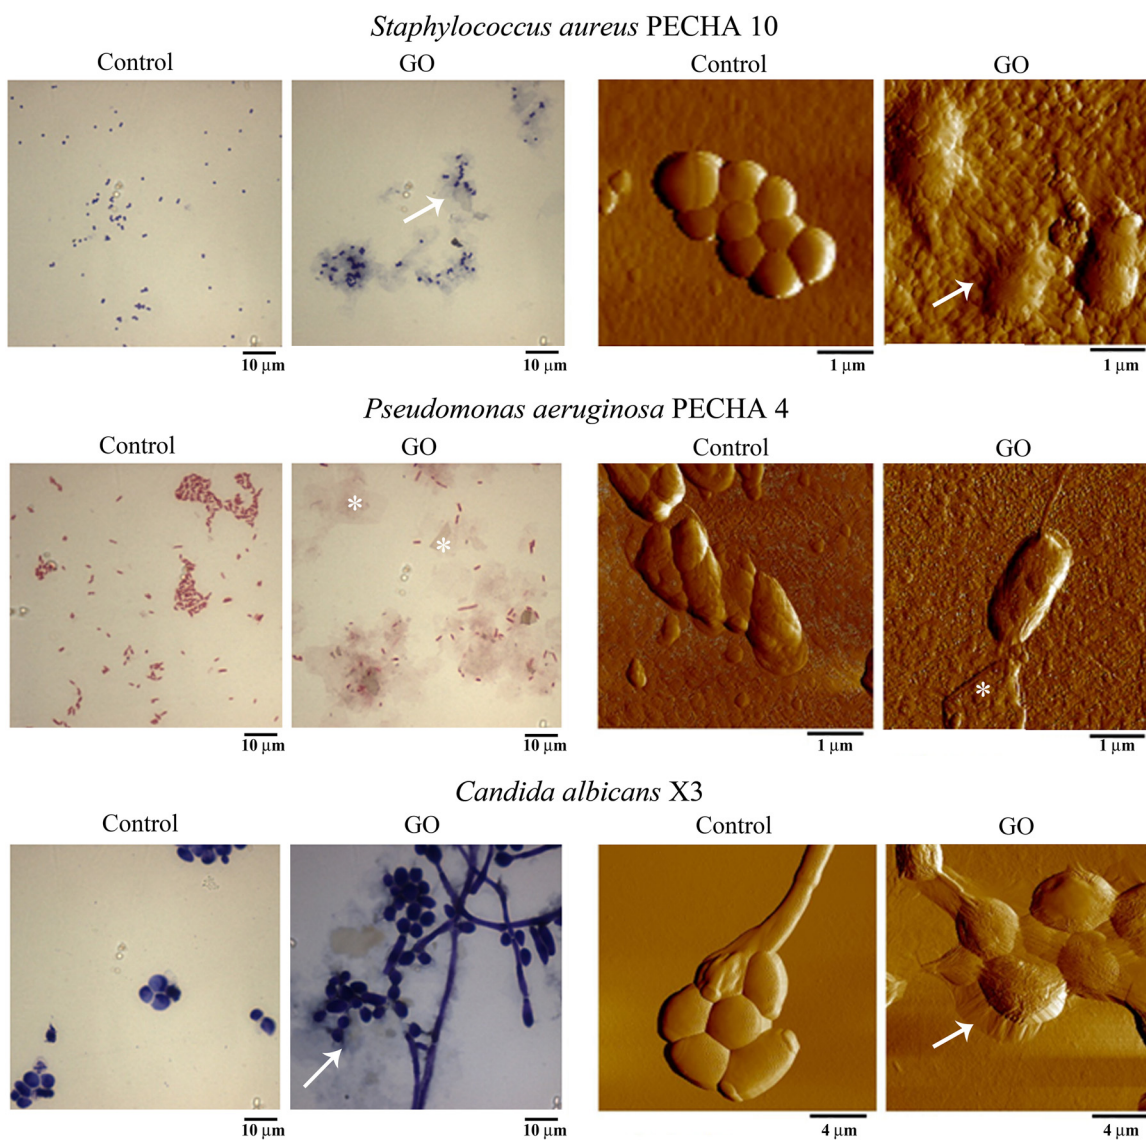 Staphylococcus aureus PECHA 10
Control GO Control GO
10 µm 10 µm 1 µm 1 µm
Pseudomonas aeruginosa PECHA 4
Control GO Control GO
* * *
10 µm 10 µm 1 µm 1 µm
Candida albicans X3
Control GO Control GO
10 µm 10 µm 4 µm 4 µm